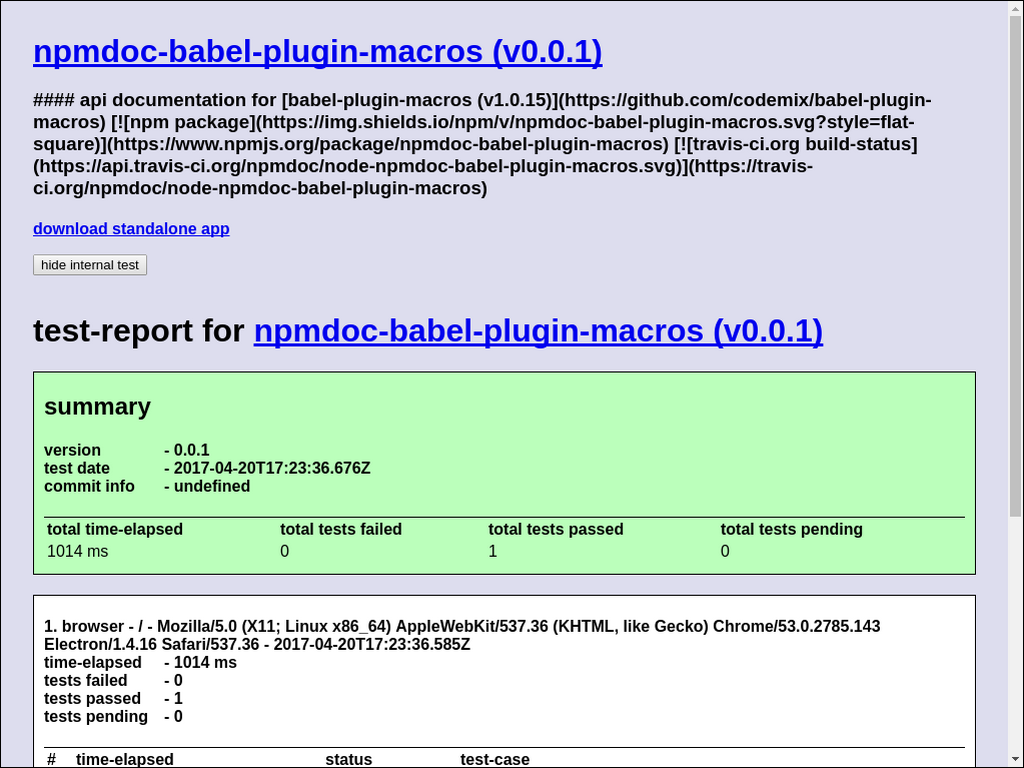 npmdoc-babel-plugin-macros (v0.0.1)
#### api documentation for [babel-plugin-macros (v1.0.15)](https://github.com/codemix/babel-plugin-
macros) [![npm package](https://img.shields.io/npm/v/npmdoc-babel-plugin-macros.svg?style=flat-
square)](https://www.npmjs.org/package/npmdoc-babel-plugin-macros) [![travis-ci.org build-status]
(https://api.travis-ci.org/npmdoc/node-npmdoc-babel-plugin-macros.svg)](https://travis-
ci.org/npmdoc/node-npmdoc-babel-plugin-macros)
download standalone app
hide internal test
test-report for npmdoc-babel-plugin-macros (v0.0.1)
summary
version - 0.0.1
test date - 2017-04-20T17:23:36.676Z
commit info - undefined
total time-elapsed total tests failed total tests passed total tests pending
1014 ms 0 1 0
1. browser - / - Mozilla/5.0 (X11; Linux x86_64) AppleWebKit/537.36 (KHTML, like Gecko) Chrome/53.0.2785.143
Electron/1.4.16 Safari/537.36 - 2017-04-20T17:23:36.585Z
time-elapsed - 1014 ms
tests failed - 0
tests passed - 1
tests pending - 0
# time-elapsed status test-case